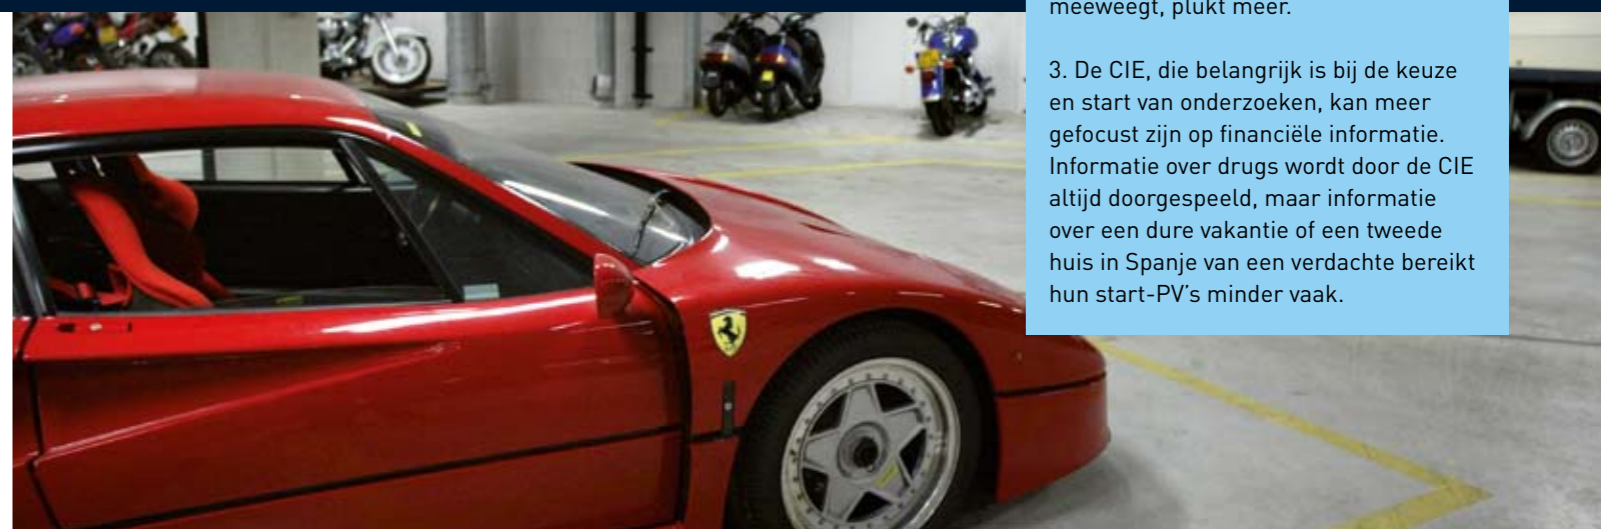 meeweegt, plukt meer.
3. De CIE, die belangrijk is bij de keuze
en start van onderzoeken, kan meer
gefocust zijn op financiële informatie.
Informatie over drugs wordt door de CIE
altijd doorgespeeld, maar informatie
over een dure vakantie of een tweede
huis in Spanje van een verdachte bereikt
hun start-PV’s minder vaak.